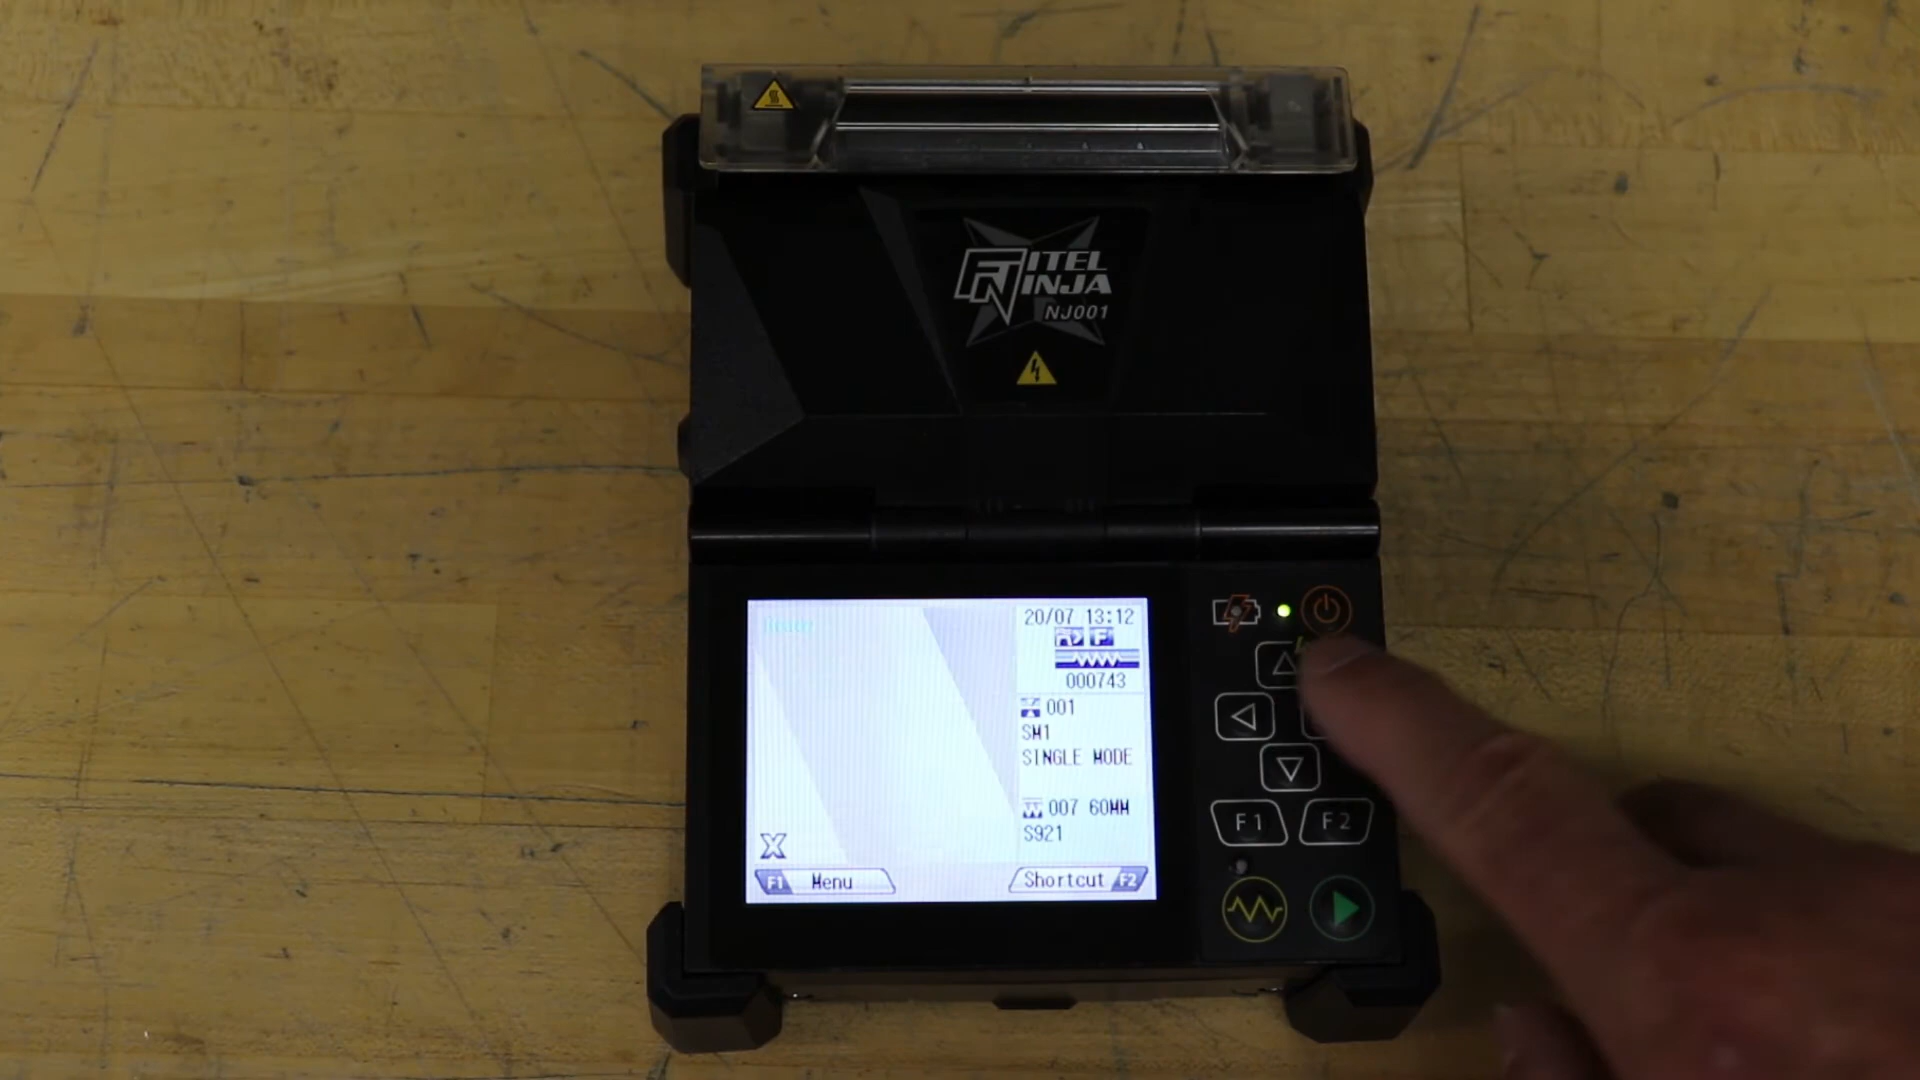 FITEL
NINJA
NJ001
Ready
20/07 13:12
F
000743
001
SM1
SINGLE MODE
007 60MM
S921
F1 Menu
Shortcut F2
F1
F2